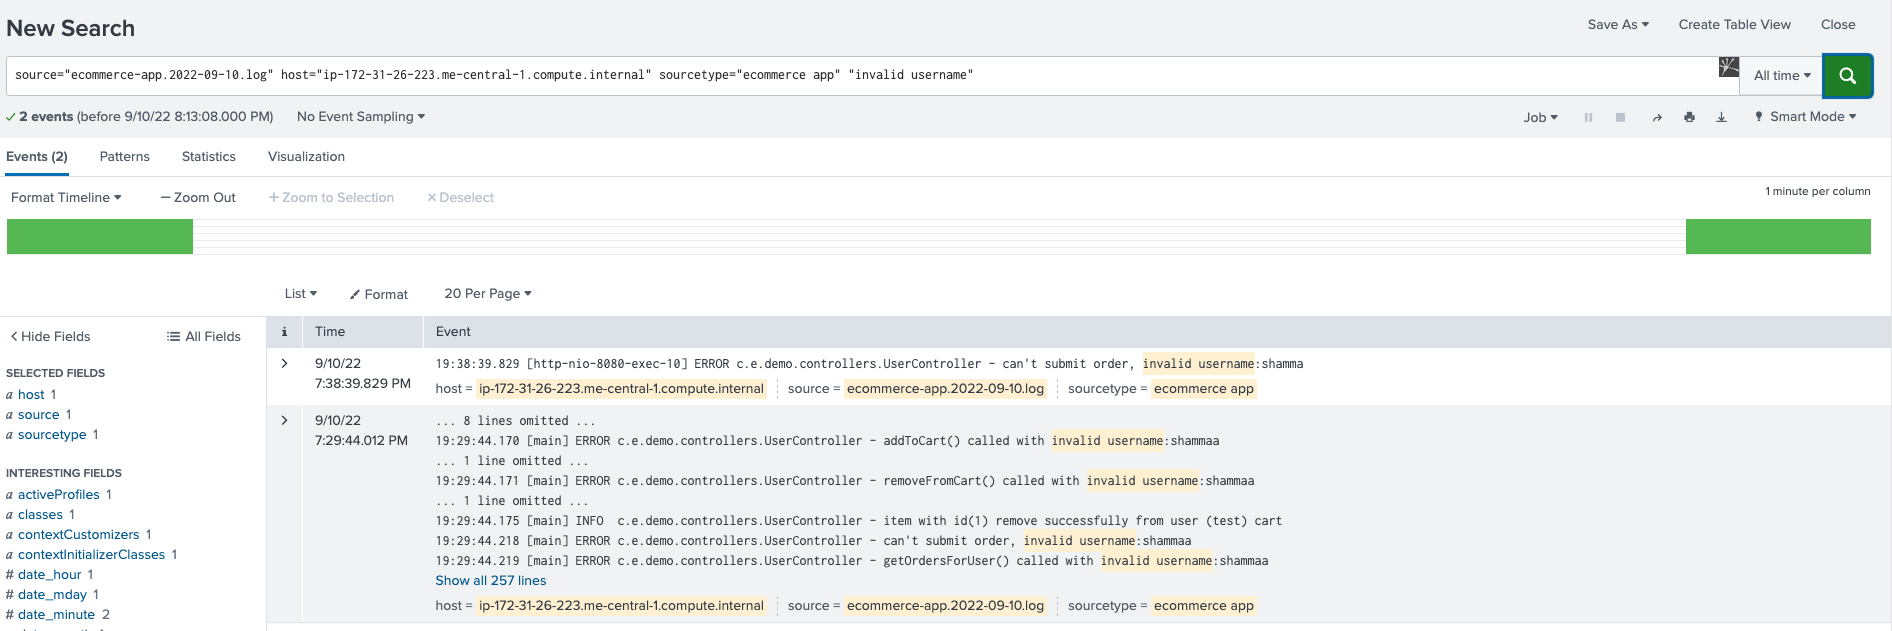 New Search
Save As Create Table View Close
source="ecommerce-app.2022-09-10.log" host="ip-172-31-26-223.me-central-1.compute.internal" sourcetype="ecommerce app" "invalid username"
All time
2 events (before 9/10/22 8:13:08.000 PM) No Event Sampling
Job Smart Mode
Events (2) Patterns Statistics Visualization
Format Timeline — Zoom Out + Zoom to Selection × Deselect
1 minute per column
List Format 20 Per Page
Hide Fields All Fields
i Time Event
SELECTED FIELDS
a host 1
a source 1
a sourcetype 1
INTERESTING FIELDS
a activeProfiles 1
a classes 1
a contextCustomizers 1
a contextInitializerClasses 1
# date_hour 1
# date_mday 1
# date_minute 2
9/10/22
7:38:39.829 PM
19:38:39.829 [http-nio-8080-exec-10] ERROR c.e.demo.controllers.UserController - can't submit order, invalid username:shamma
host = ip-172-31-26-223.me-central-1.compute.internal source = ecommerce-app.2022-09-10.log sourcetype = ecommerce app
9/10/22
7:29:44.012 PM
... 8 lines omitted ...
19:29:44.170 [main] ERROR c.e.demo.controllers.UserController - addToCart() called with invalid username:shammaa
... 1 line omitted ...
19:29:44.171 [main] ERROR c.e.demo.controllers.UserController - removeFromCart() called with invalid username:shammaa
... 1 line omitted ...
19:29:44.175 [main] INFO  c.e.demo.controllers.UserController - item with id(1) remove successfully from user (test) cart
19:29:44.218 [main] ERROR c.e.demo.controllers.UserController - can't submit order, invalid username:shammaa
19:29:44.219 [main] ERROR c.e.demo.controllers.UserController - getOrdersForUser() called with invalid username:shammaa
Show all 257 lines
host = ip-172-31-26-223.me-central-1.compute.internal source = ecommerce-app.2022-09-10.log sourcetype = ecommerce app